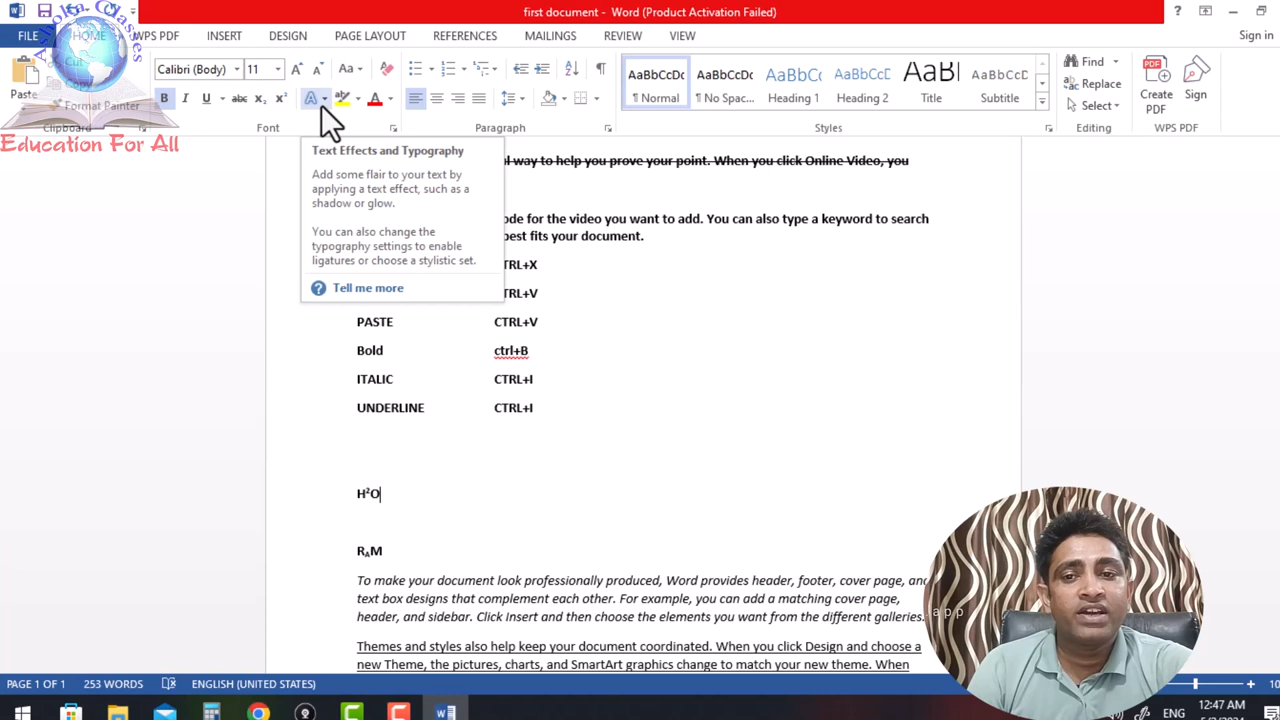 first document - Word (Product Activation Failed)
Sign in
FILE HOME INSERT DESIGN PAGE LAYOUT REFERENCES MAILINGS REVIEW VIEW
WPS PDF
Ashoka Classes
Education For All
Cut
Paste
Format Painter
Clipboard
Calibri (Body) 11
Font
Paragraph
AaBbCcDc AaBbCcDc AaBbCc AaBbCcC AaBl AaBbCcDc
¶ Normal ¶ No Spac... Heading 1 Heading 2 Title Subtitle
Styles
Find
Replace
Select
Editing
Create PDF
Sign
WPS PDF
Text Effects and Typography
Add some flair to your text by
applying a text effect, such as a
shadow or glow.
You can also change the
typography settings to enable
ligatures or choose a stylistic set.
Tell me more
way to help you prove your point. When you click Online Video, you
for the video you want to add. You can also type a keyword to search
best fits your document.
CTRL+X
CTRL+V
PASTE CTRL+V
Bold ctrl+B
ITALIC CTRL+I
UNDERLINE CTRL+I
H²O
RₐM
To make your document look professionally produced, Word provides header, footer, cover page, and
text box designs that complement each other. For example, you can add a matching cover page,
header, and sidebar. Click Insert and then choose the elements you want from the different galleries.
app
Themes and styles also help keep your document coordinated. When you click Design and choose a
new Theme, the pictures, charts, and SmartArt graphics change to match your new theme. When
PAGE 1 OF 1 253 WORDS ENGLISH (UNITED STATES)
10
ENG
12:47 AM